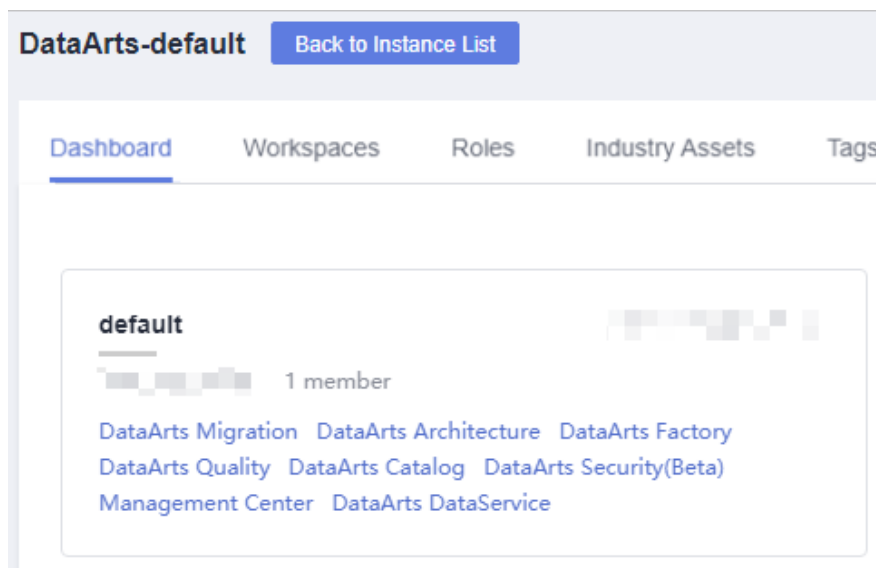 DataArts-default Back to Instance List
Dashboard Workspaces Roles Industry Assets Tags
default
1 member
DataArts Migration DataArts Architecture DataArts Factory
DataArts Quality DataArts Catalog DataArts Security(Beta)
Management Center DataArts DataService